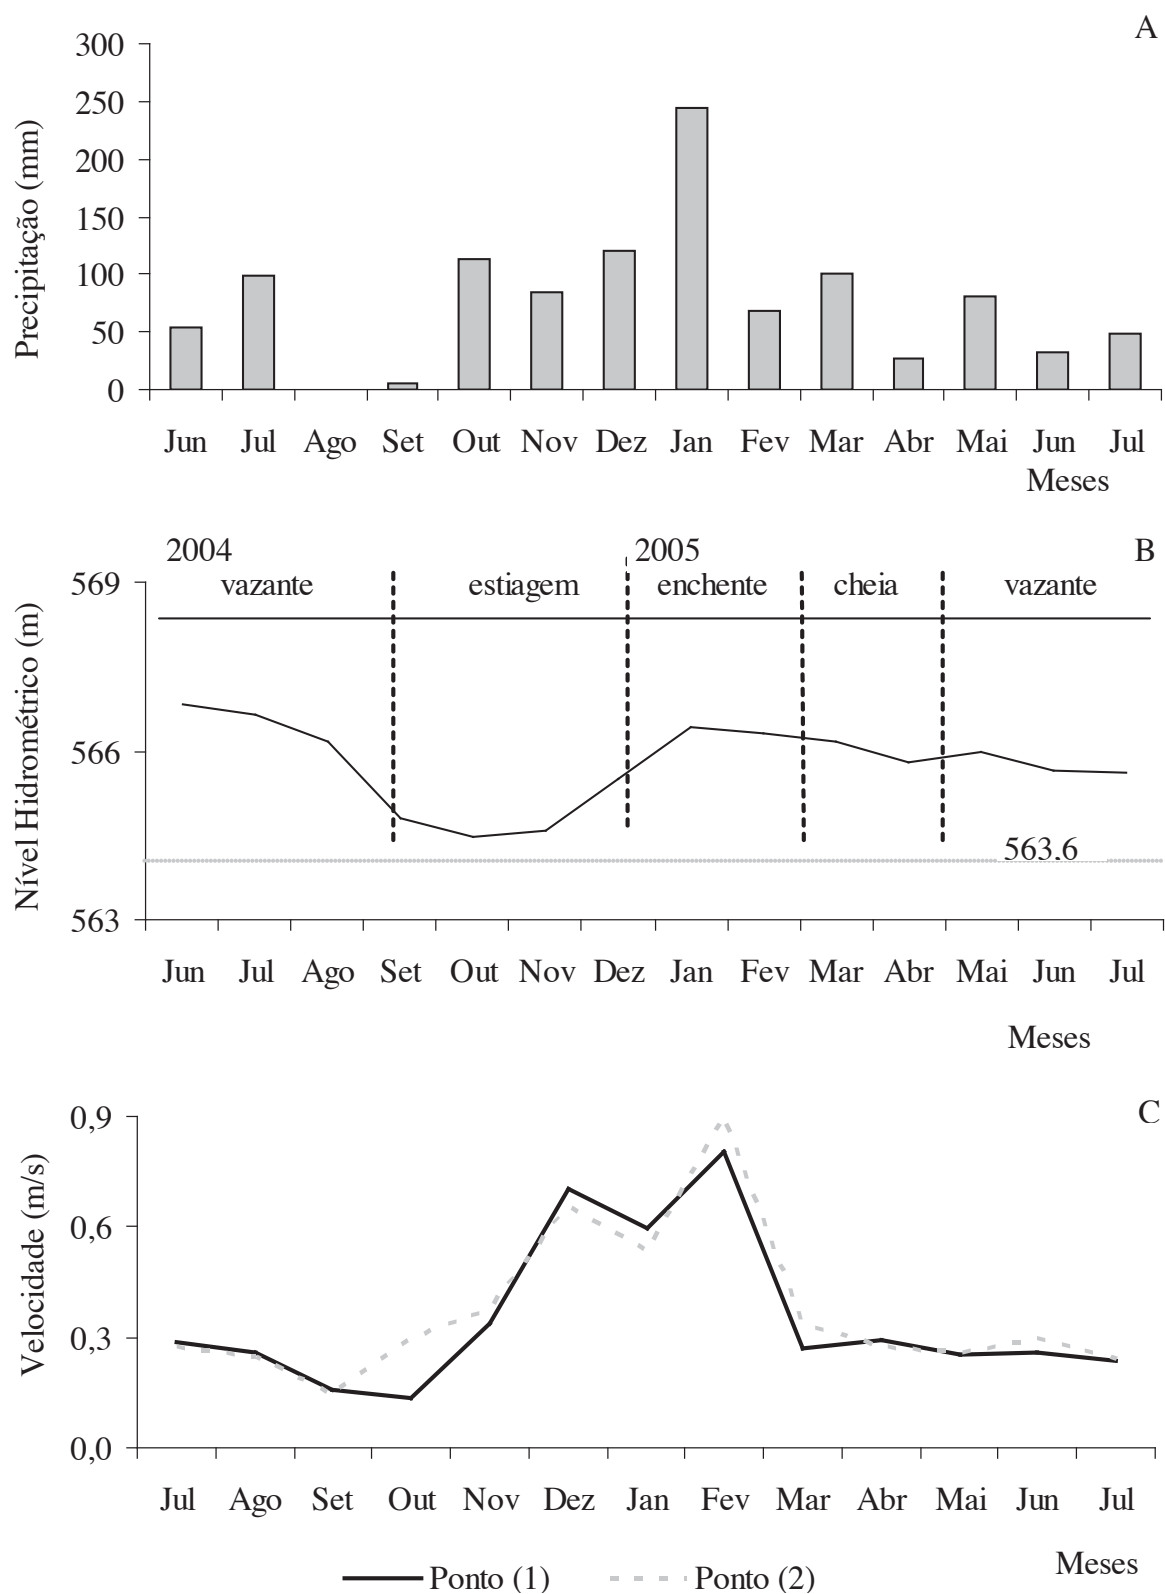 A
300
250
200
150
100
50
0
Precipitação (mm)
Jun Jul Ago Set Out Nov Dez Jan Fev Mar Abr Mai Jun Jul
Meses
2004 2005 B
569 vazante estiagem enchente cheia vazante
566
563.6
563
Nível Hidrométrico (m)
Jun Jul Ago Set Out Nov Dez Jan Fev Mar Abr Mai Jun Jul
Meses
C
0,9
0,6
0,3
0,0
Velocidade (m/s)
Jul Ago Set Out Nov Dez Jan Fev Mar Abr Mai Jun Jul
Meses
Ponto (1) Ponto (2)